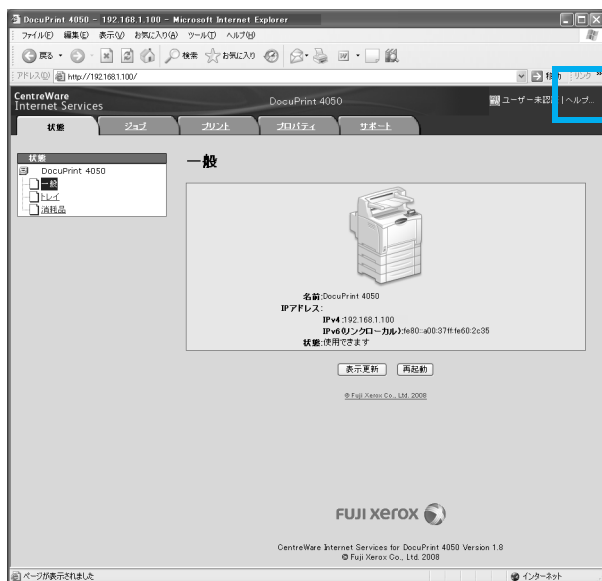 DocuPrint 4050 - 192.168.1.100 - Microsoft Internet Explorer
ファイル(F) 編集(E) 表示(V) お気に入り(A) ツール(T) ヘルプ(H)
戻る 検索 お気に入り
アドレス(D) http://192.168.1.100/ 移動 リンク »
CentreWare
Internet Services
DocuPrint 4050
ユーザー未認 | ヘルプ...
状態 ジョブ プリント プロパティ サポート
状態
DocuPrint 4050
一般
トレイ
消耗品
一般
名前:DocuPrint 4050
IPアドレス:
IPv4:192.168.1.100
IPv6(リンクローカル):fe80::a00:37ff:fe60:2c35
状態:使用できます
表示更新 再起動
© Fuji Xerox Co., Ltd. 2008
FUJI XEROX
CentreWare Internet Services for DocuPrint 4050 Version 1.8
© Fuji Xerox Co., Ltd. 2008
ページが表示されました インターネット